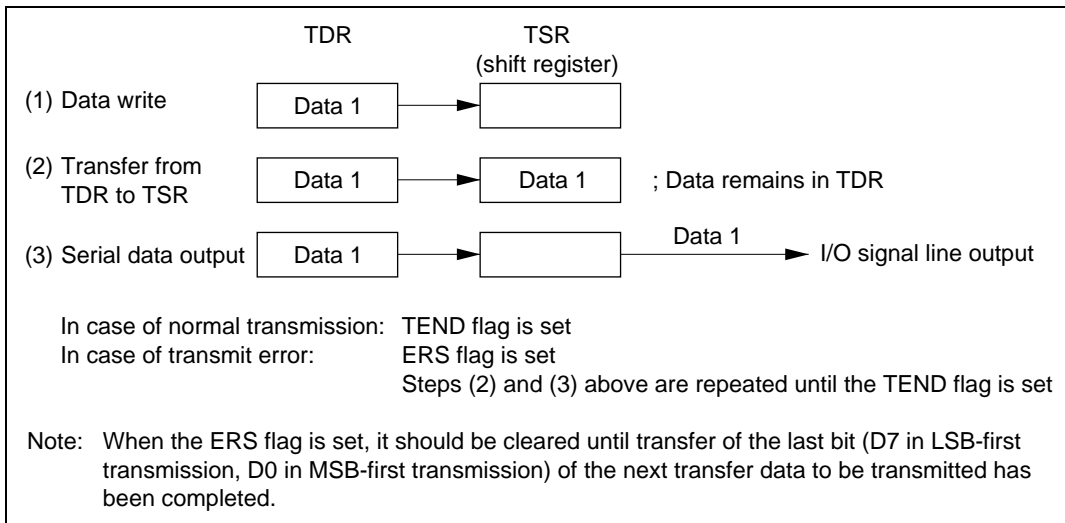 TDR TSR
(shift register)
(1) Data write Data 1
(2) Transfer from
TDR to TSR Data 1 Data 1 ; Data remains in TDR
(3) Serial data output Data 1 Data 1 I/O signal line output
In case of normal transmission: TEND flag is set
In case of transmit error: ERS flag is set
Steps (2) and (3) above are repeated until the TEND flag is set
Note: When the ERS flag is set, it should be cleared until transfer of the last bit (D7 in LSB-first
transmission, D0 in MSB-first transmission) of the next transfer data to be transmitted has
been completed.